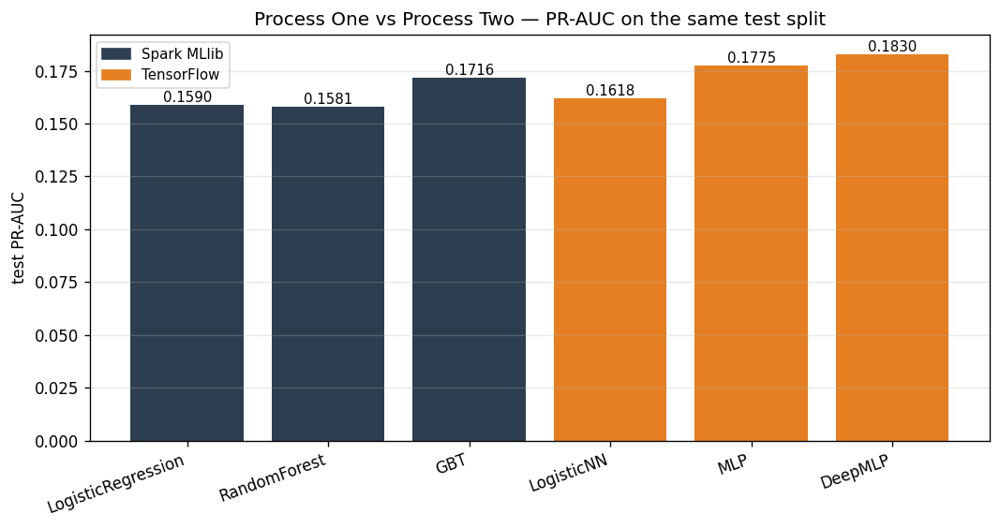 Process One vs Process Two — PR-AUC on the same test split
Spark MLlib
TensorFlow
test PR-AUC
0.175
0.150
0.125
0.100
0.075
0.050
0.025
0.000
0.1590
0.1581
0.1716
0.1618
0.1775
0.1830
LogisticRegression
RandomForest
GBT
LogisticNN
MLP
DeepMLP